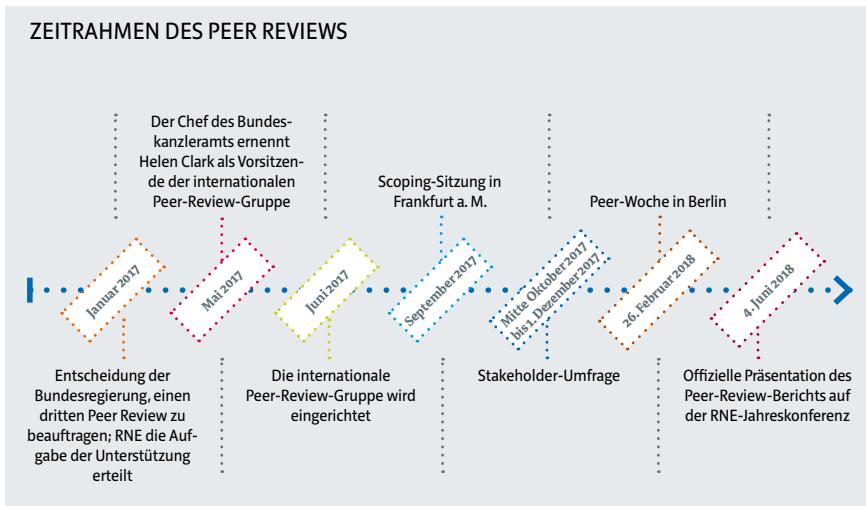 ZEITRAHMEN DES PEER REVIEWS
Der Chef des Bundes-
kanzleramts ernennt
Helen Clark als Vorsitzen-
de der internationalen
Peer-Review-Gruppe
Scoping-Sitzung in
Frankfurt a. M.
Peer-Woche in Berlin
Januar 2017
Mai 2017
Juni 2017
September 2017
Mitte Oktober 2017
bis 1. Dezember 2017
26. Februar 2018
4. Juni 2018
Entscheidung der
Bundesregierung, einen
dritten Peer Review zu
beauftragen; RNE die Auf-
gabe der Unterstützung
erteilt
Die internationale
Peer-Review-Gruppe wird
eingerichtet
Stakeholder-Umfrage
Offizielle Präsentation des
Peer-Review-Berichts auf
der RNE-Jahreskonferenz